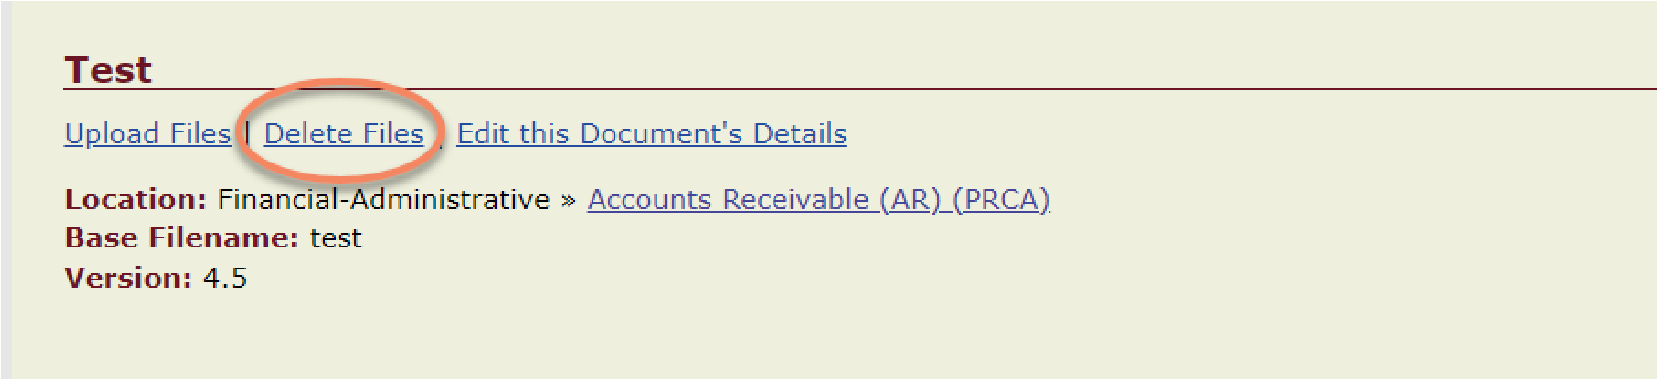 Test
Upload Files | Delete Files | Edit this Document's Details
Location: Financial-Administrative » Accounts Receivable (AR) (PRCA)
Base Filename: test
Version: 4.5